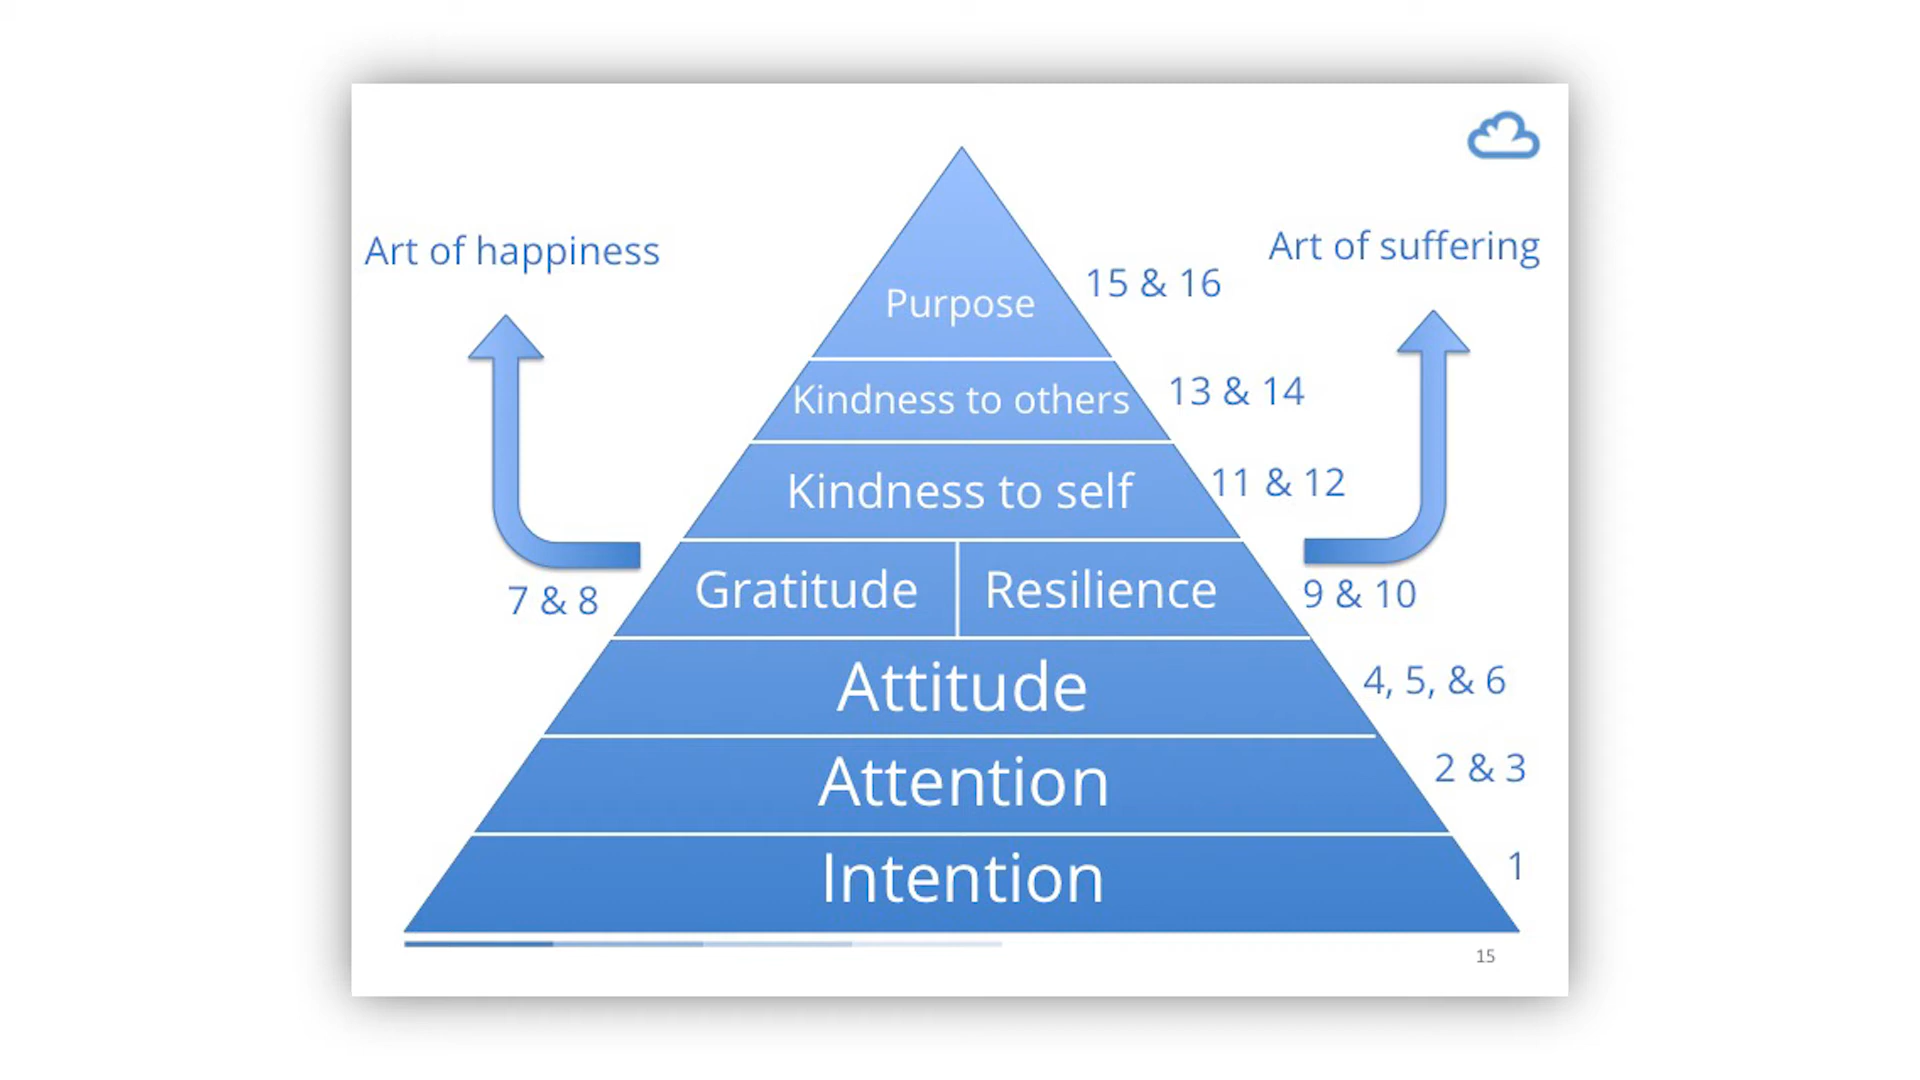 Art of happiness
Art of suffering
Purpose
15 & 16
Kindness to others
13 & 14
Kindness to self
11 & 12
7 & 8
Gratitude
Resilience
9 & 10
Attitude
4, 5, & 6
Attention
2 & 3
Intention
1
15